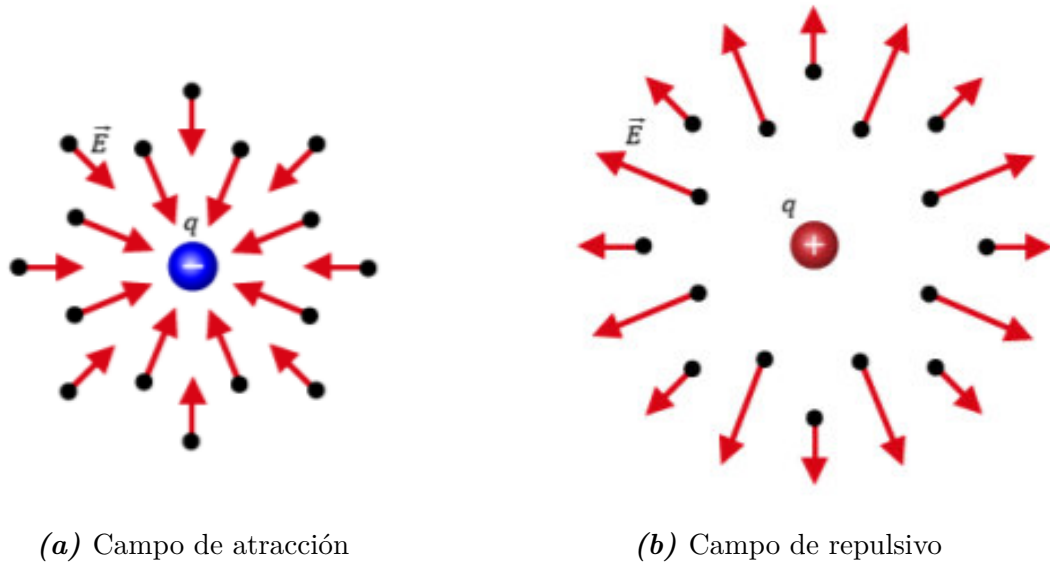 E⃗
q
−
E⃗
q
+
(a) Campo de atracción
(b) Campo de repulsivo